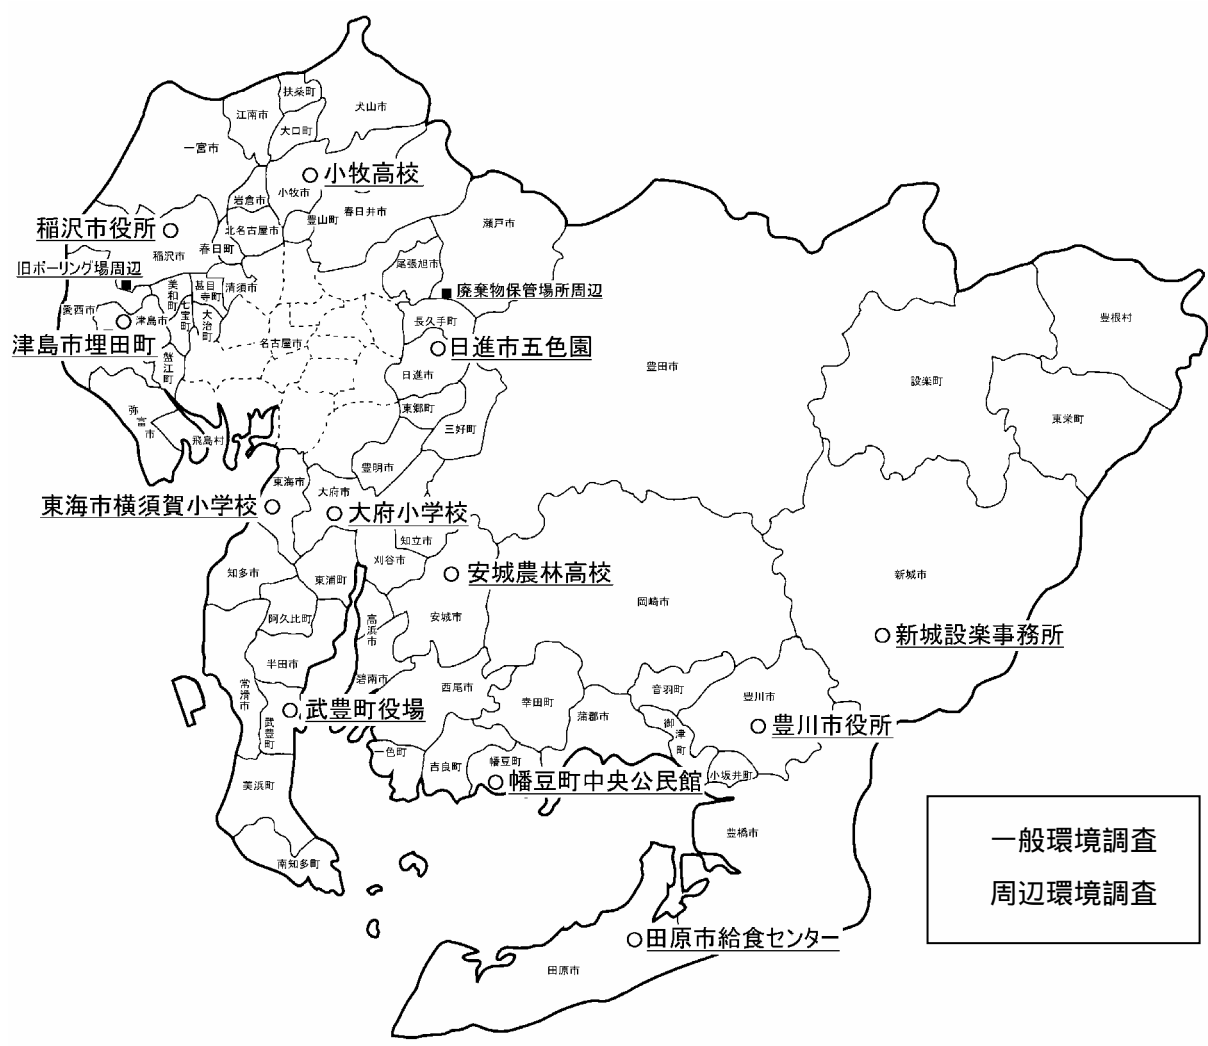 扶桑町
犬山市
江南市
大口町
一宮市
小牧高校
小牧市
岩倉市
春日井市
豊山町
瀬戸市
稲沢市役所
北名古屋市
春日町
稲沢市
旧ボーリング場周辺
尾張旭市
美和町
甚目寺町
清須市
廃棄物保管場所周辺
愛西市
津島市
七宝町
大治町
長久手町
豊根村
津島市埋田町
名古屋市
日進市五色園
蟹江町
日進市
豊田市
設楽町
弥富市
東郷町
東栄町
飛島村
三好町
豊明市
東海市
大府市
東海市横須賀小学校
大府小学校
知立市
刈谷市
知多市
東浦町
安城農林高校
新城市
岡崎市
阿久比町
高浜市
安城市
新城設楽事務所
半田市
碧南市
西尾市
音羽町
豊川市
常滑市
幸田町
蒲郡市
武豊町役場
武豊町
御津町
豊川市役所
一色町
吉良町
幡豆町
小坂井町
美浜町
幡豆町中央公民館
豊橋市
一般環境調査
南知多町
周辺環境調査
田原市給食センター
田原市